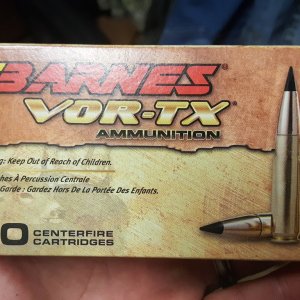 BARNES
VOR-TX
AMMUNITION
Keep Out of Reach of Children.
À Percussion Centrale
Garde : Gardez Hors De La Portée Des Enfants.
0 CENTERFIRE
CARTRIDGES